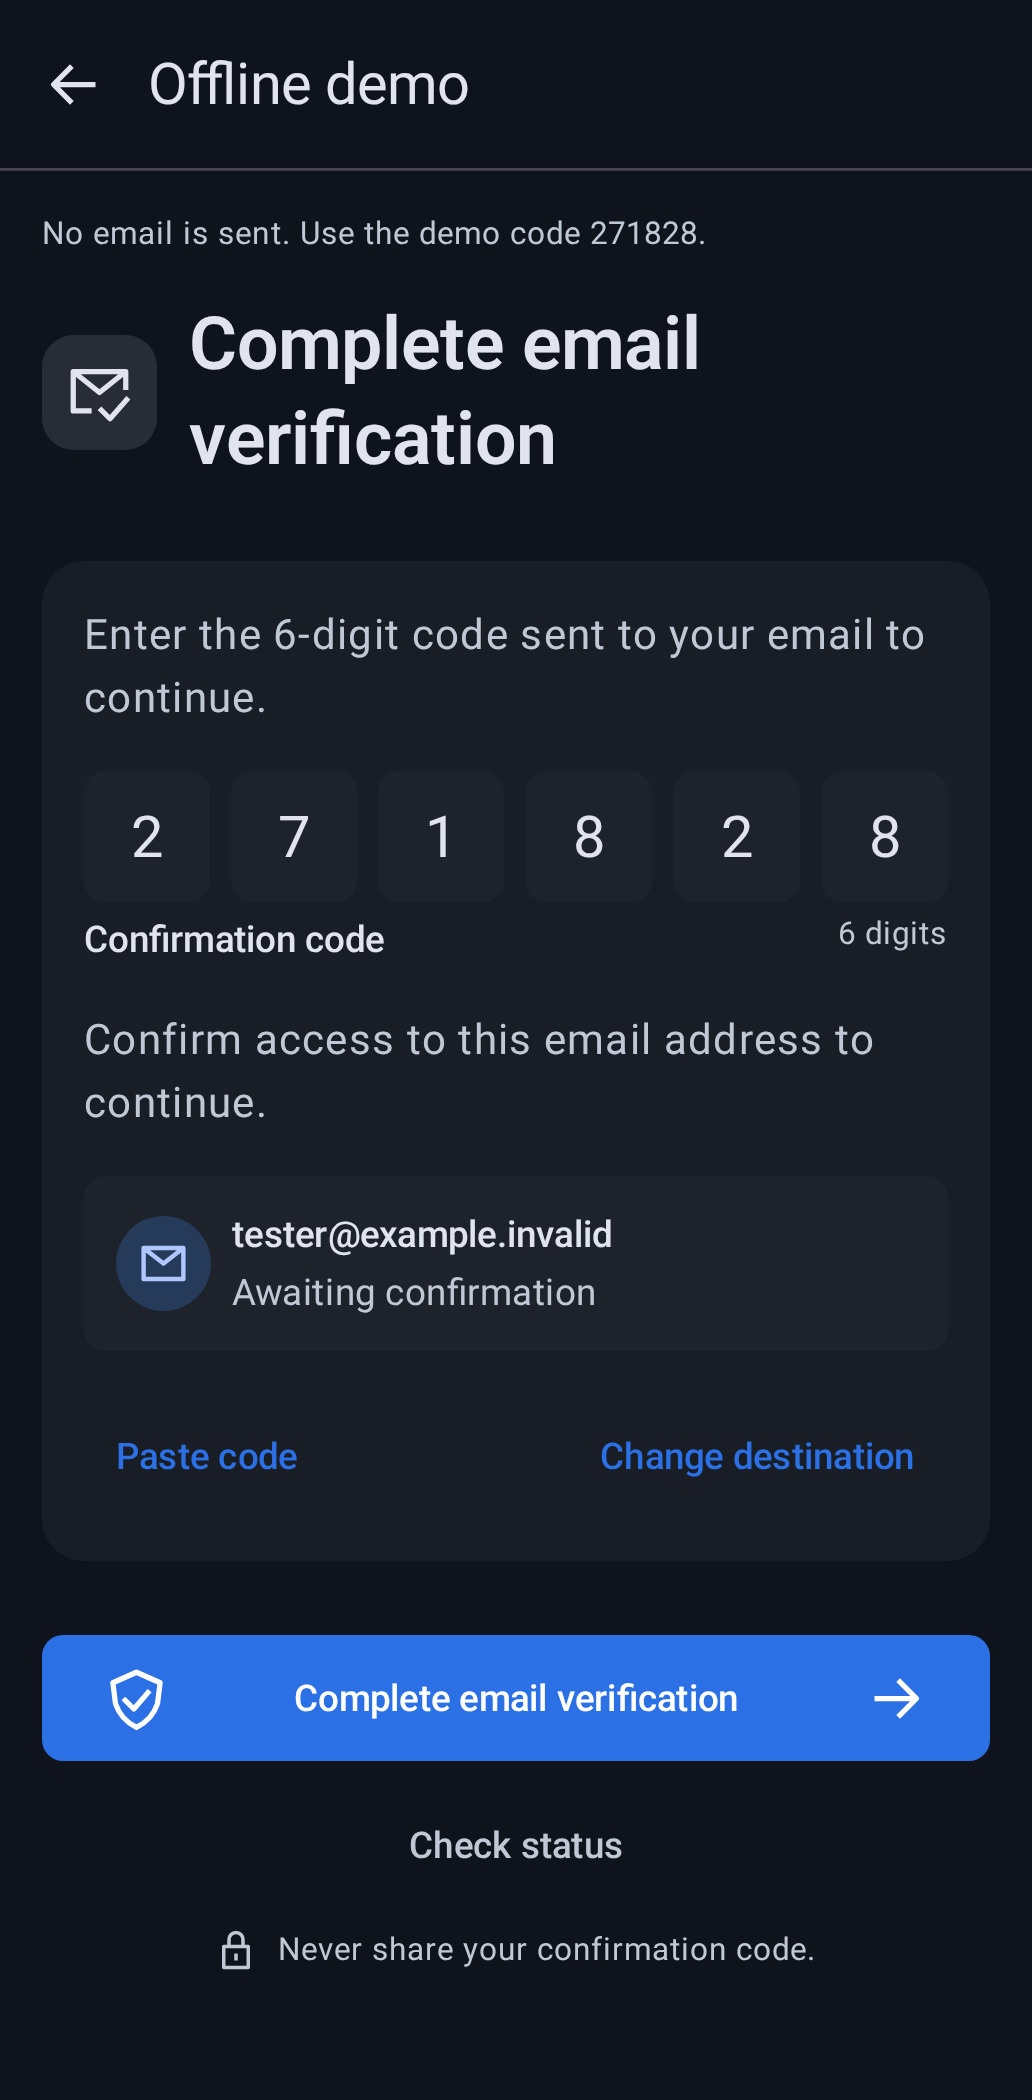 Offline demo
No email is sent. Use the demo code 271828.
Complete email
verification
Enter the 6-digit code sent to your email to
continue.
2 7 1 8 2 8
Confirmation code 6 digits
Confirm access to this email address to
continue.
tester@example.invalid
Awaiting confirmation
Paste code Change destination
Complete email verification
Check status
Never share your confirmation code.